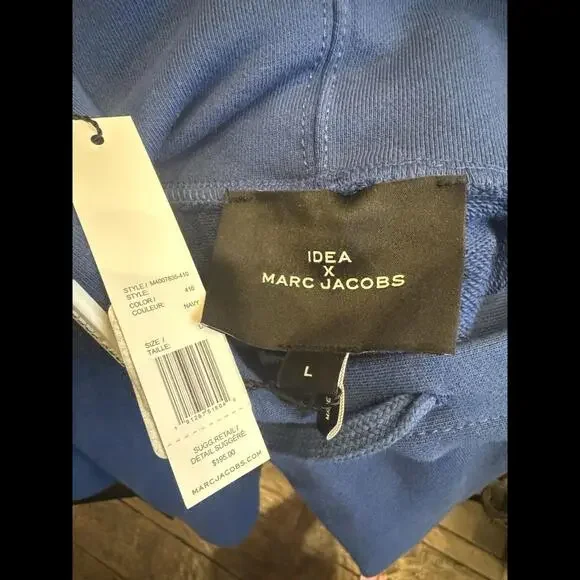 IDEA
X
MARC JACOBS
L
STYLE / M4007635-410
STYLE:
410
COLOR /
COULEUR:
NAVY
SIZE /
TAILLE:
SUGG.RETAIL /
DETAIL SUGGÉRÉ
$195.00
MARCJACOBS.COM